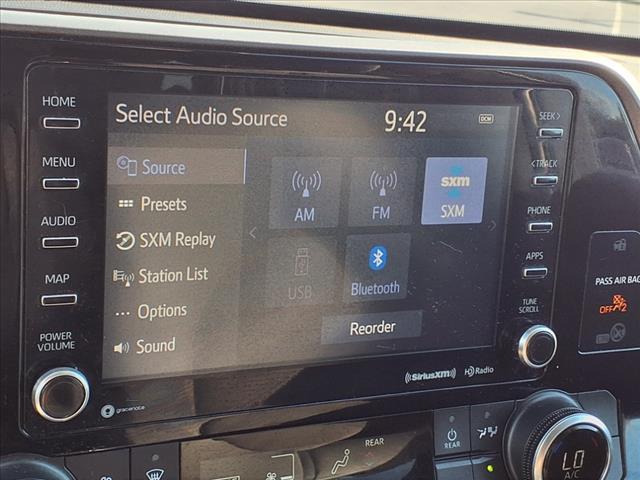 HOME
MENU
AUDIO
MAP
POWER
VOLUME
Select Audio Source
9:42
DCM
Source
Presets
SXM Replay
Station List
Options
Sound
AM
FM
sxm
SXM
USB
Bluetooth
Reorder
gracenote
SiriusXM
HD Radio
SEEK >
< TRACK
PHONE
APPS
TUNE
SCROLL
PASS AIR BAG
OFF 2
REAR
REAR
LO
A/C